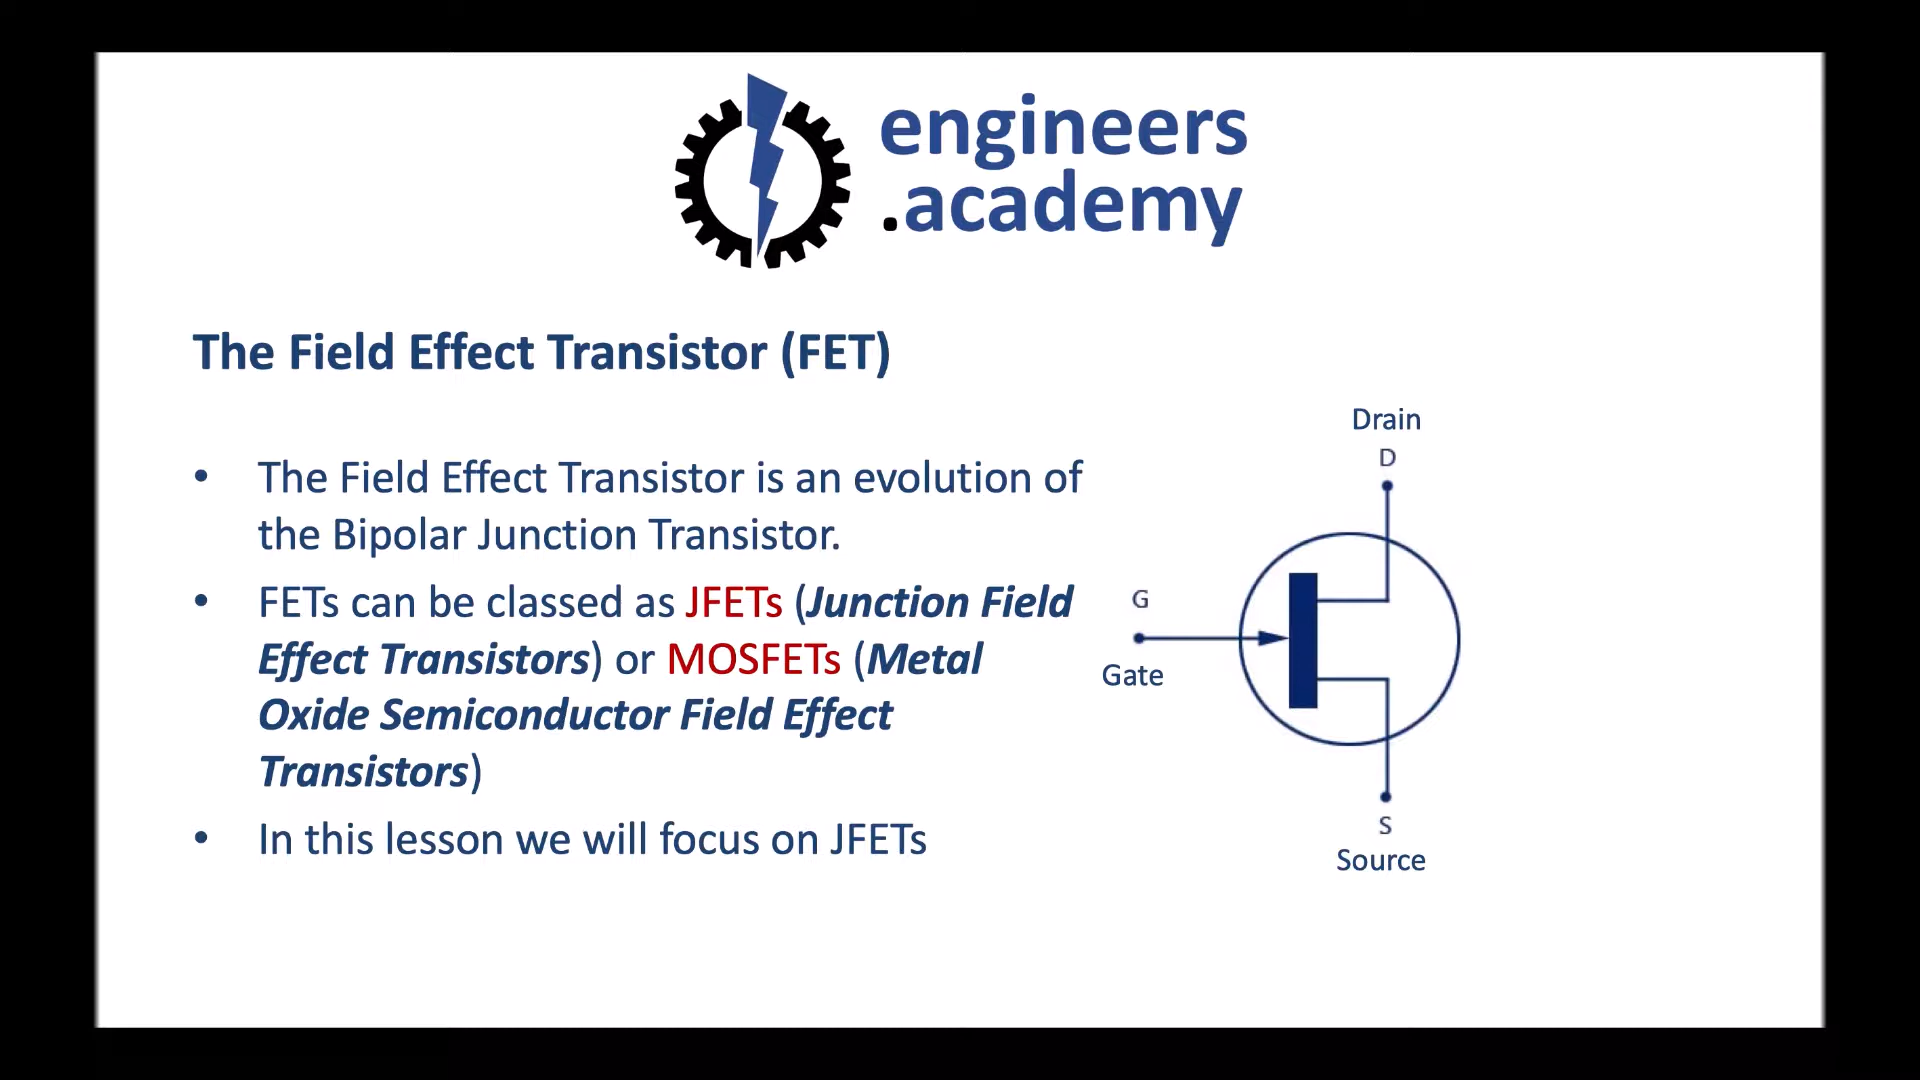 engineers
.academy
The Field Effect Transistor (FET)
• The Field Effect Transistor is an evolution of
the Bipolar Junction Transistor.
• FETs can be classed as JFETs (Junction Field
Effect Transistors) or MOSFETs (Metal
Oxide Semiconductor Field Effect
Transistors)
• In this lesson we will focus on JFETs
Drain
D
G
Gate
S
Source